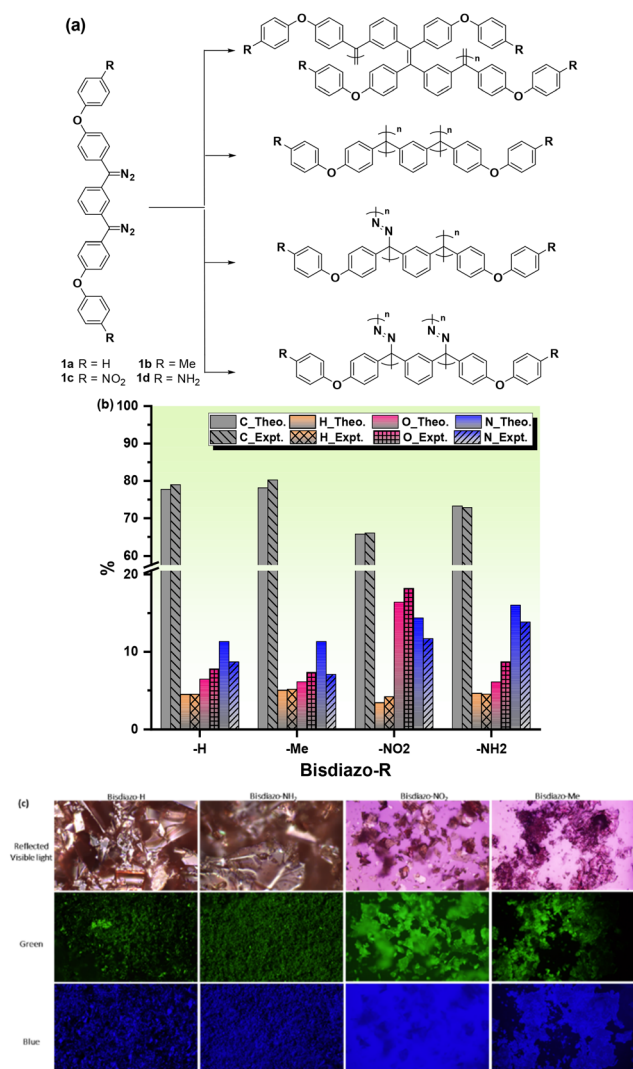 (a)
R
O
O
R
n
R
O
O
R
R
O
N₂
N₂
O
R
n
n
R
O
O
R
N
N
n
n
R
O
O
R
N
N
n
N
N
n
R
O
O
R
1a R = H 1b R = Me
1c R = NO₂ 1d R = NH₂
(b)
C_Theo. H_Theo. O_Theo. N_Theo.
C_Expt. H_Expt. O_Expt. N_Expt.
100
90
80
70
60
20
10
0
%
-H -Me -NO2 -NH2
Bisdiazo-R
(c)
Bisdiazo-H Bisdiazo-NH₂ Bisdiazo-NO₂ Bisdiazo-Me
Reflected
Visible light
Green
Blue